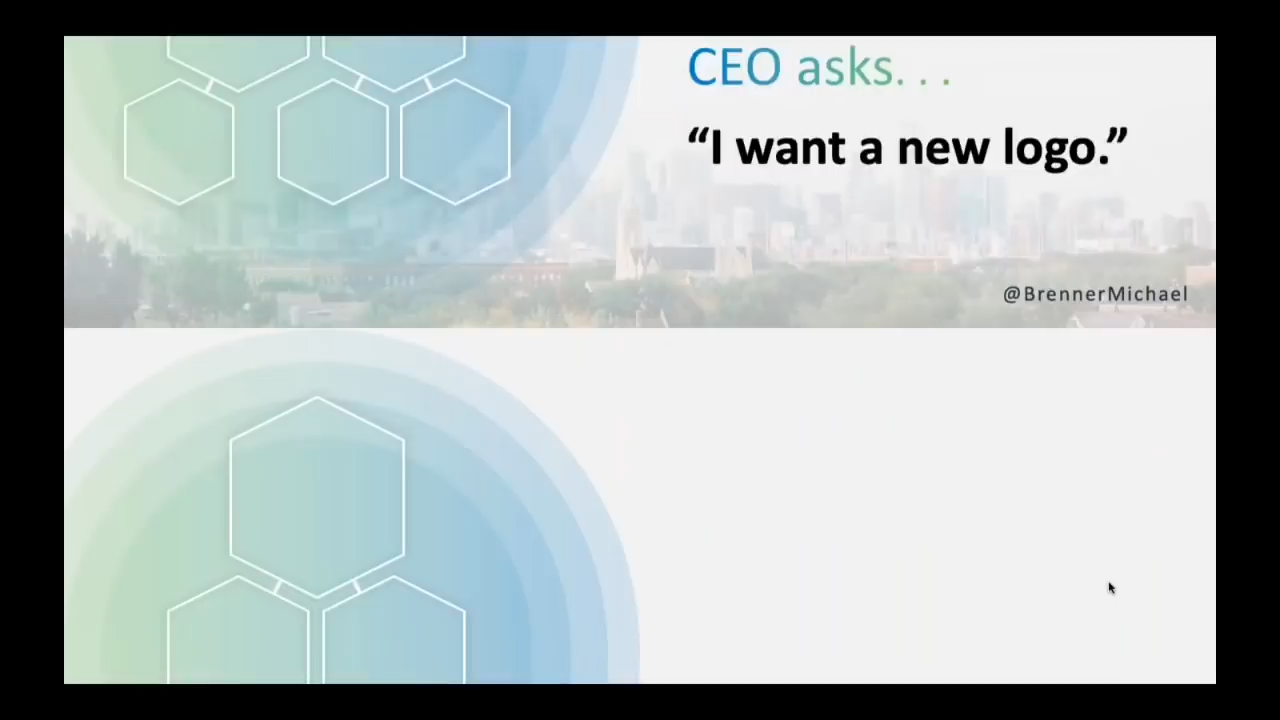 CEO asks. . .
“I want a new logo.”
@BrennerMichael